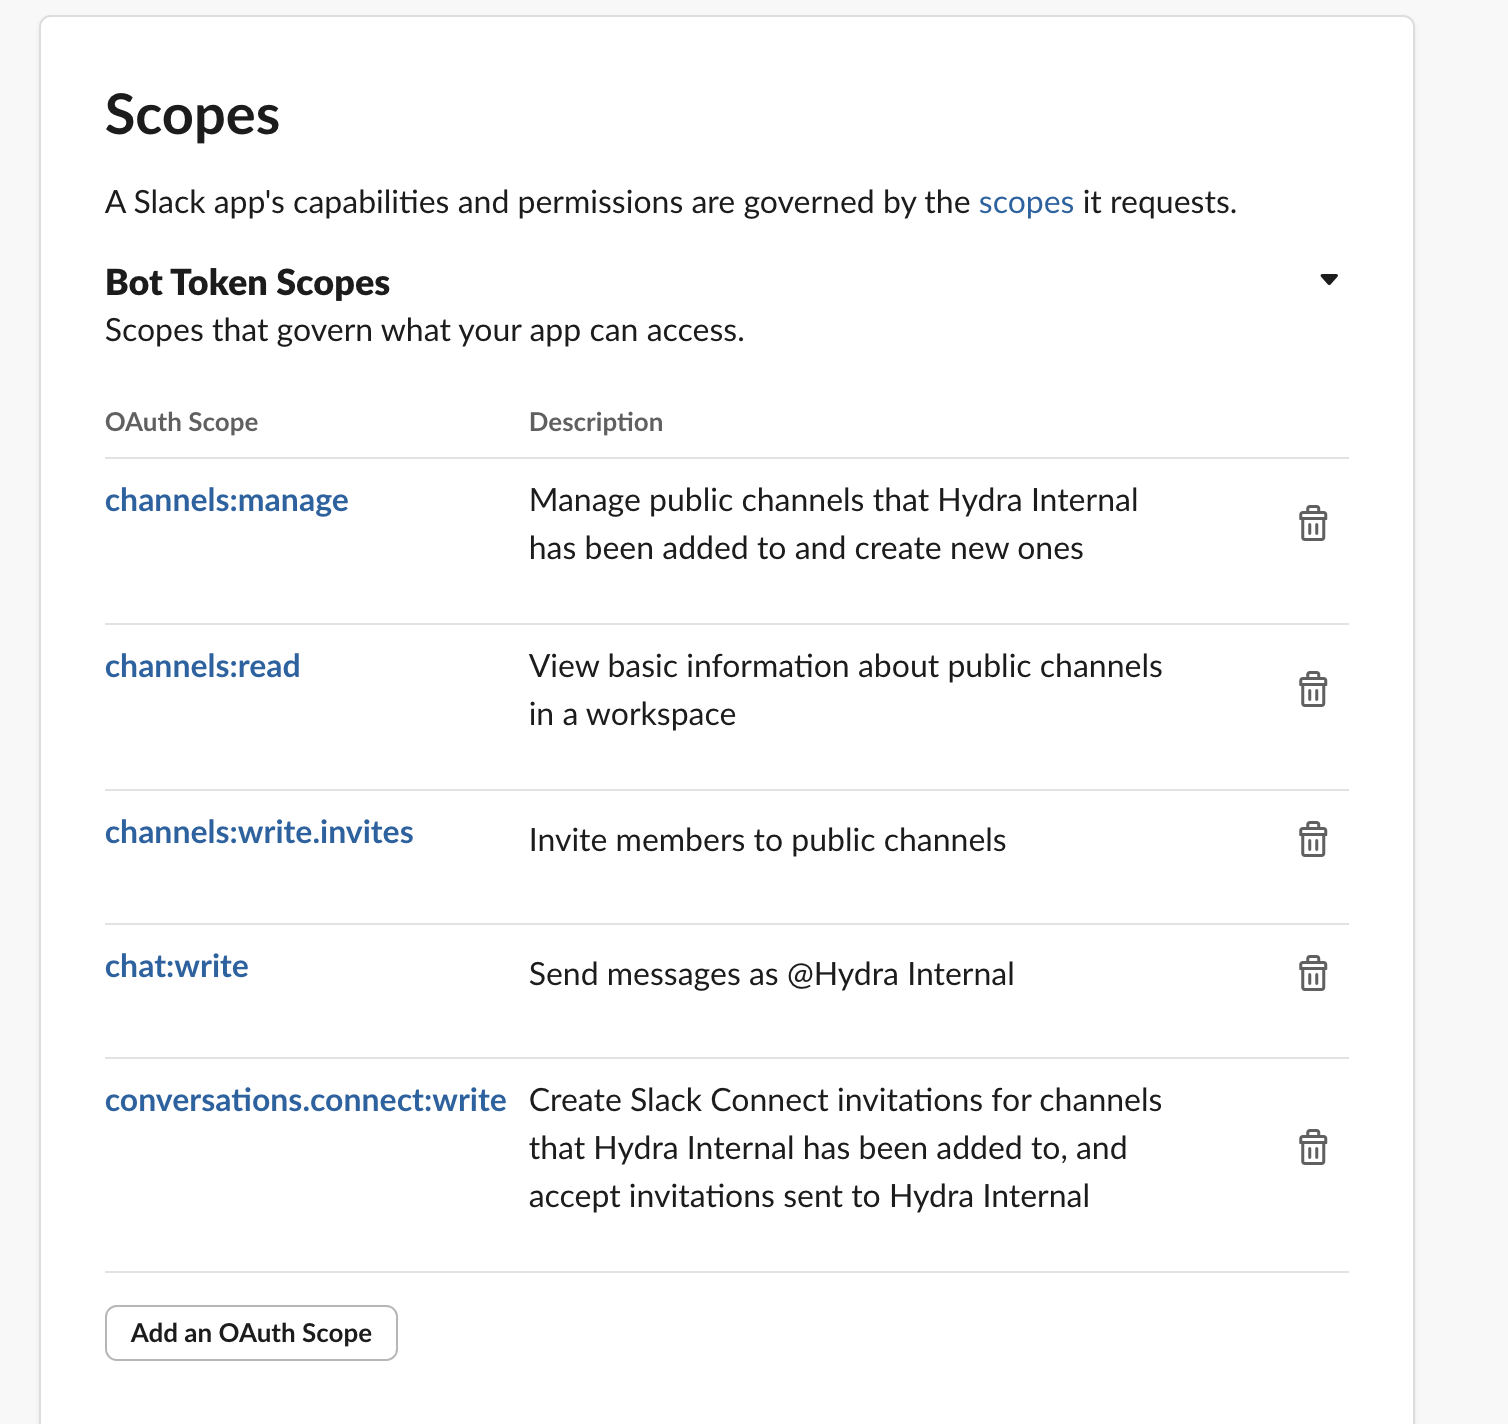 Scopes
A Slack app's capabilities and permissions are governed by the scopes it requests.
Bot Token Scopes
Scopes that govern what your app can access.
OAuth Scope Description
channels:manage Manage public channels that Hydra Internal
has been added to and create new ones
channels:read View basic information about public channels
in a workspace
channels:write.invites Invite members to public channels
chat:write Send messages as @Hydra Internal
conversations.connect:write Create Slack Connect invitations for channels
that Hydra Internal has been added to, and
accept invitations sent to Hydra Internal
Add an OAuth Scope